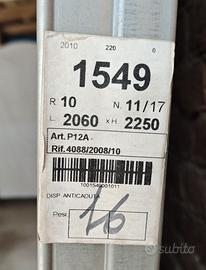 2010 220 0
1549
R 10 N. 11/17
L. 2060 x H 2250
Art. P12A -
Rif. 4088/2008/10
1001549001011
DISP. ANTICADUTA
Pesi
16
subito